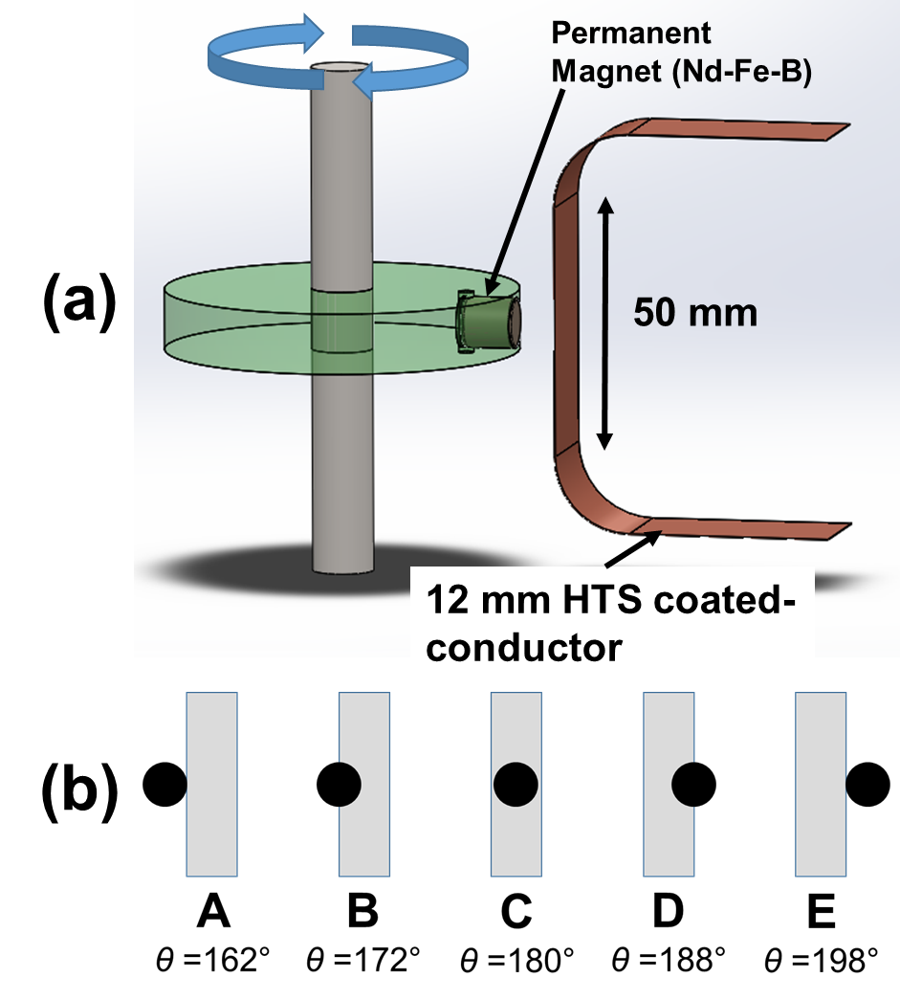 (a)
Permanent
Magnet (Nd-Fe-B)
50 mm
12 mm HTS coated-
conductor
(b)
A B C D E
θ =162° θ =172° θ =180° θ =188° θ =198°